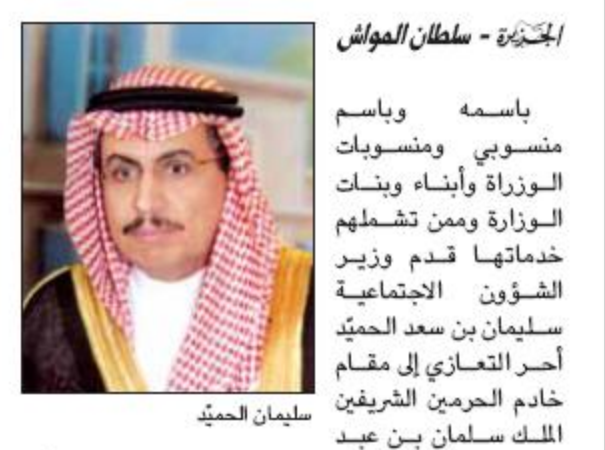 الجزيرة - سلطان المواش
باسمه وباسم
منسوبي ومنسوبات
الوزراة وأبناء وبنات
الوزارة وممن تشملهم
خدماتها قدم وزير
الشؤون الاجتماعية
سليمان بن سعد الحميّد
أحر التعازي إلى مقام
خادم الحرمين الشريفين
الملك سلمان بن عبد
سليمان الحميّد